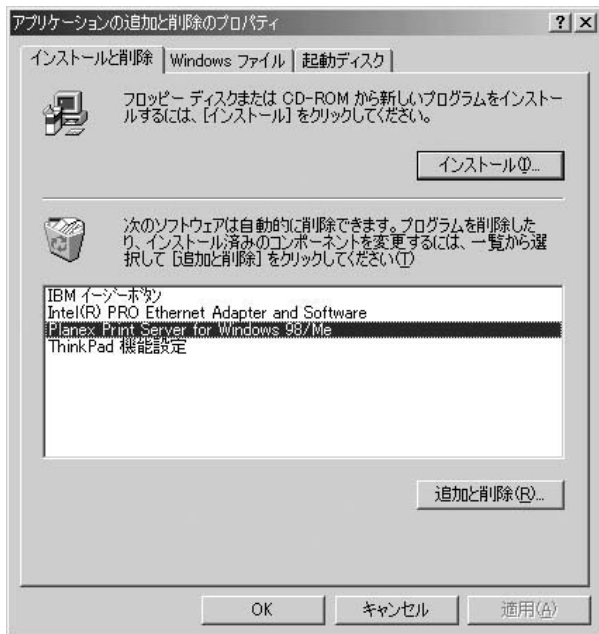 アプリケーションの追加と削除のプロパティ
? ×
インストールと削除 Windows ファイル 起動ディスク
フロッピー ディスクまたは CD-ROM から新しいプログラムをインストー
ルするには、[インストール] をクリックしてください。
インストール(I)...
次のソフトウェアは自動的に削除できます。プログラムを削除した
り、インストール済みのコンポーネントを変更するには、一覧から選
択して [追加と削除] をクリックしてください(T)
IBM イージーボタン
Intel(R) PRO Ethernet Adapter and Software
Planex Print Server for Windows 98/Me
ThinkPad 機能設定
追加と削除(R)...
OK キャンセル 適用(A)